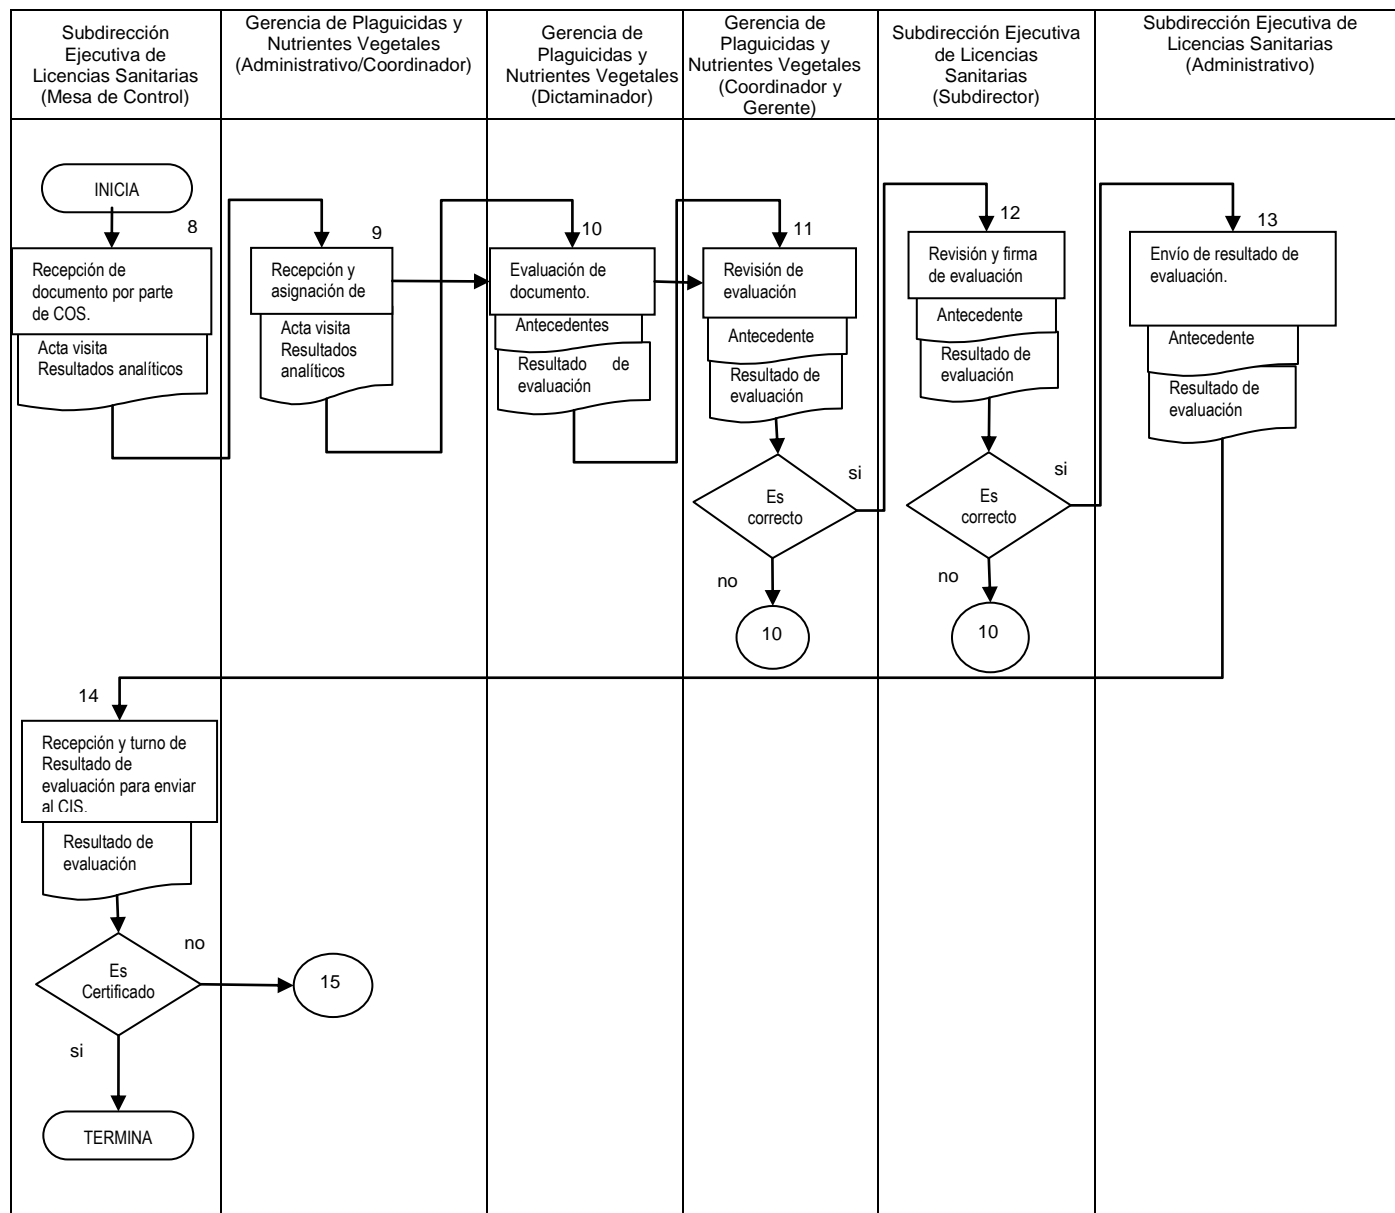 Subdirección
Ejecutiva de
Licencias Sanitarias
(Mesa de Control)
Gerencia de Plaguicidas y
Nutrientes Vegetales
(Administrativo/Coordinador)
Gerencia de
Plaguicidas y
Nutrientes Vegetales
(Dictaminador)
Gerencia de
Plaguicidas y
Nutrientes Vegetales
(Coordinador y
Gerente)
Subdirección Ejecutiva
de Licencias
Sanitarias
(Subdirector)
Subdirección Ejecutiva de
Licencias Sanitarias
(Administrativo)
INICIA
8
Recepción de
documento por parte
de COS.
Acta visita
Resultados analíticos
9
Recepción y
asignación de
Acta visita
Resultados
analíticos
10
Evaluación de
documento.
Antecedentes
Resultado de
evaluación
11
Revisión de
evaluación
Antecedente
Resultado de
evaluación
Es
correcto
si
no
10
12
Revisión y firma
de evaluación
Antecedente
Resultado de
evaluación
Es
correcto
si
no
10
13
Envío de resultado de
evaluación.
Antecedente
Resultado de
evaluación
14
Recepción y turno de
Resultado de
evaluación para enviar
al CIS.
Resultado de
evaluación
Es
Certificado
no
15
si
TERMINA